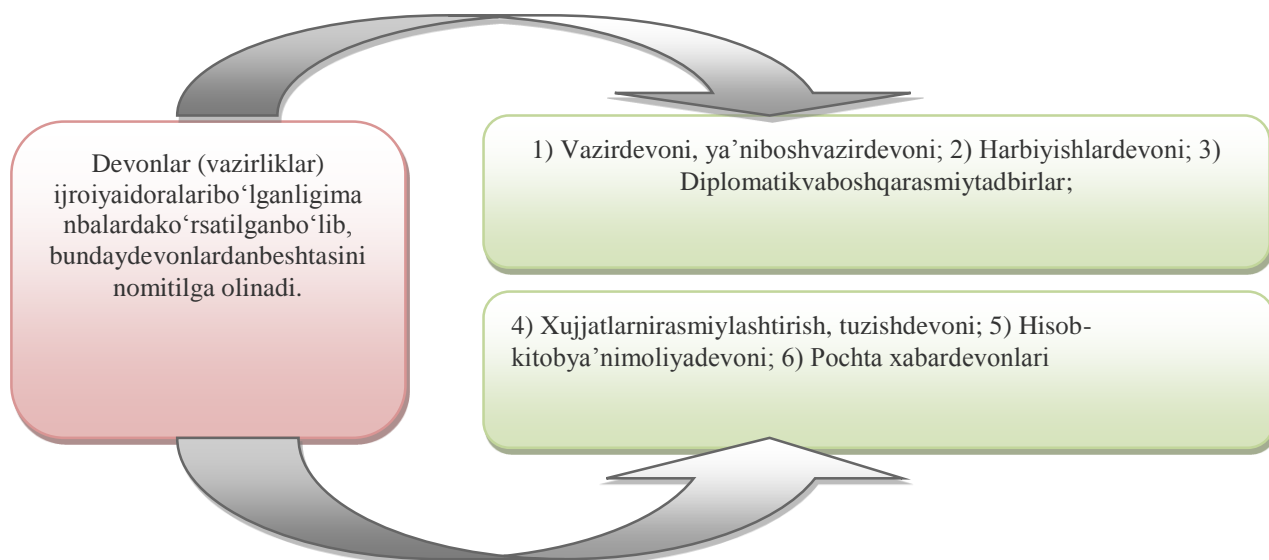 Devonlar (vazirliklar)
ijroiyaidoralaribo‘lganligima
nbalardako‘rsatilganbo‘lib,
bundaydevonlardanbeshtasini
nomitilga olinadi.
1) Vazirdevoni, ya’niboshvazirdevoni; 2) Harbiyishlardevoni; 3)
Diplomatikvaboshqarasmiytadbirlar;
4) Xujjatlarnirasmiylashtirish, tuzishdevoni; 5) Hisob-
kitobya’nimoliyadevoni; 6) Pochta xabardevonlari